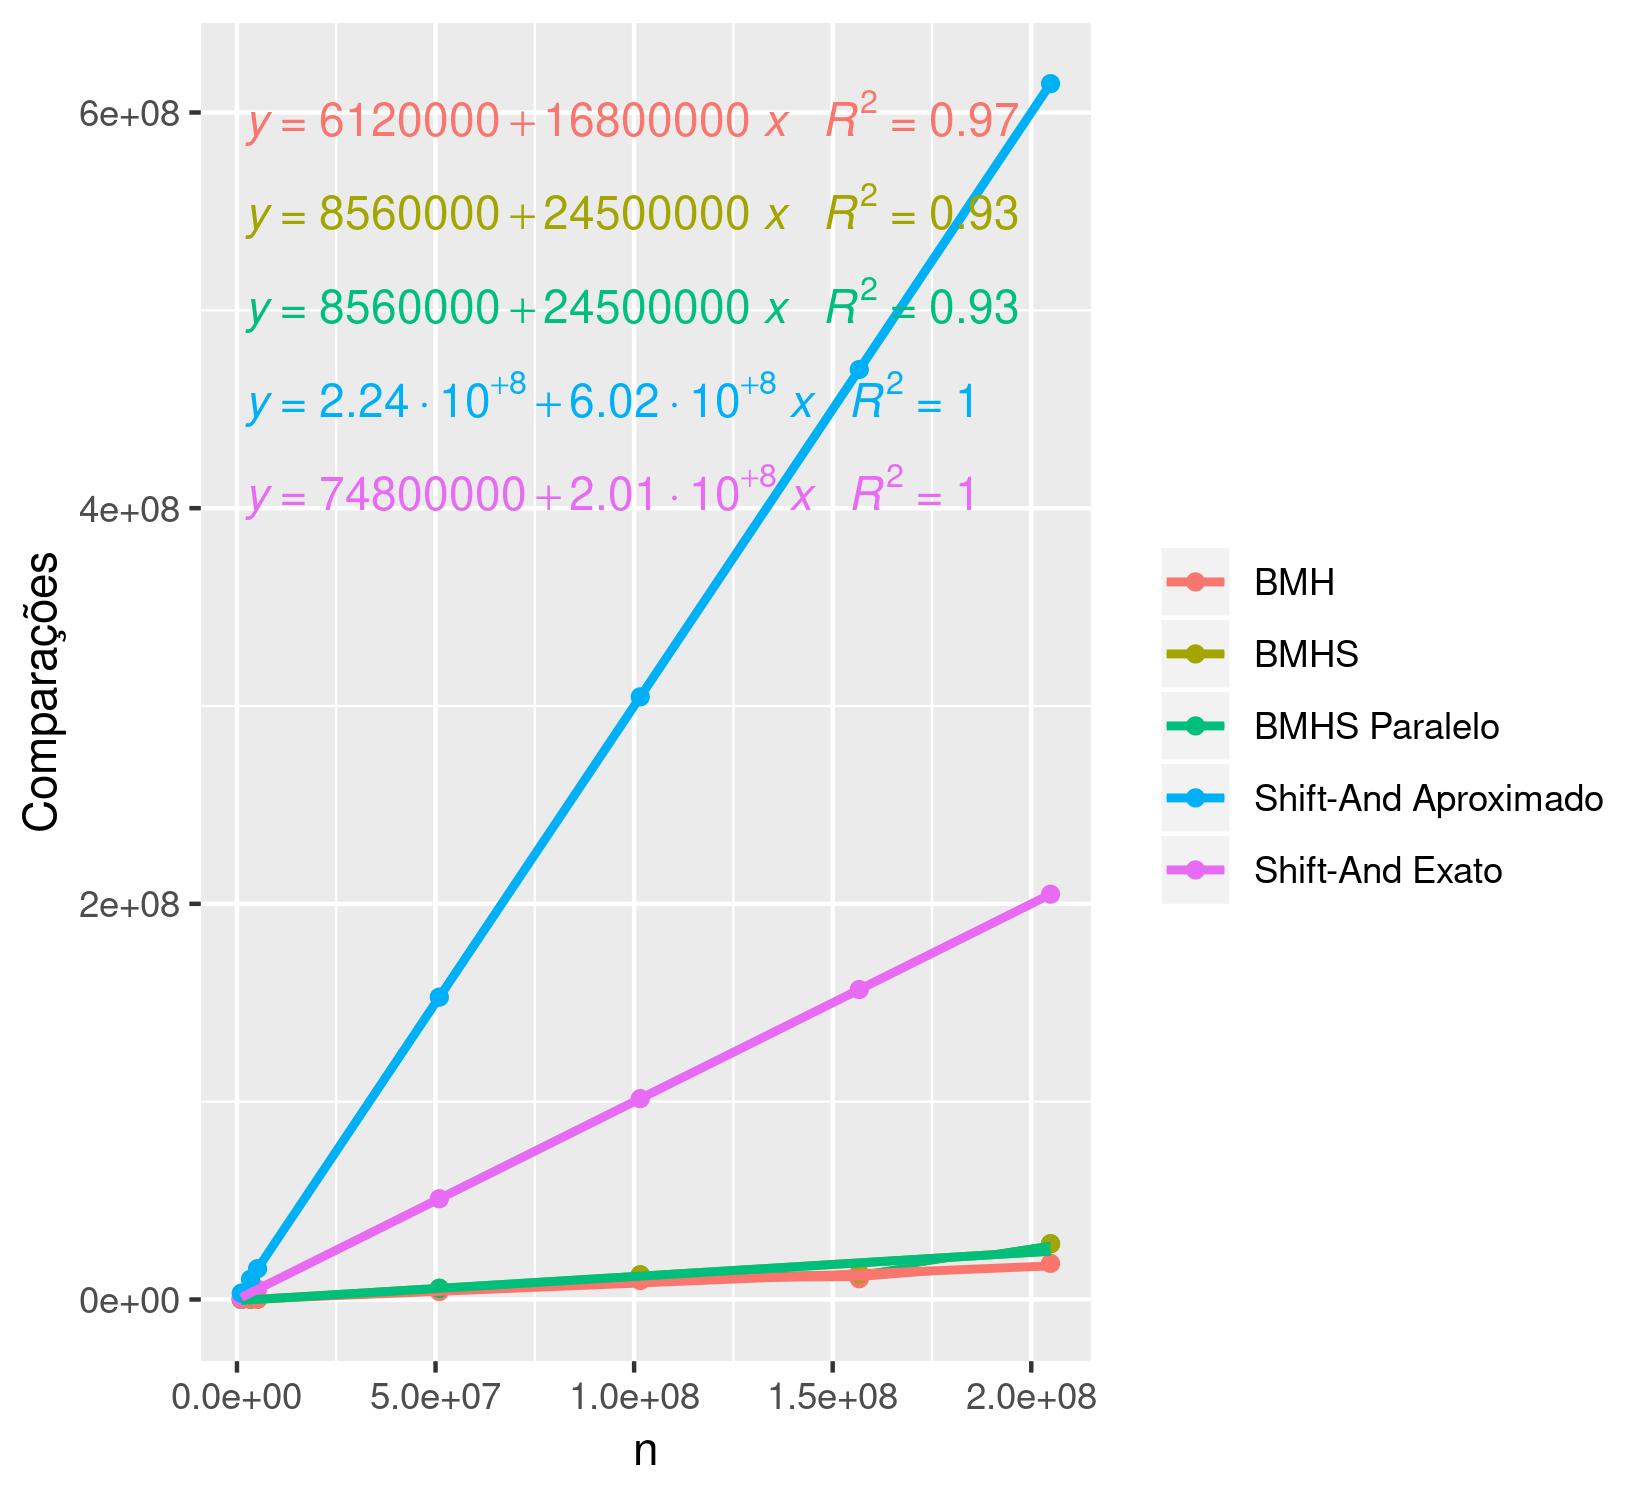 y = 6120000 + 16800000 x R² = 0.97
y = 8560000 + 24500000 x R² = 0.93
y = 8560000 + 24500000 x R² = 0.93
y = 2.24 · 10⁺⁸ + 6.02 · 10⁺⁸ x R² = 1
y = 74800000 + 2.01 · 10⁺⁸ x R² = 1
6e+08
4e+08
2e+08
0e+00
Comparações
0.0e+00 5.0e+07 1.0e+08 1.5e+08 2.0e+08
n
BMH
BMHS
BMHS Paralelo
Shift-And Aproximado
Shift-And Exato